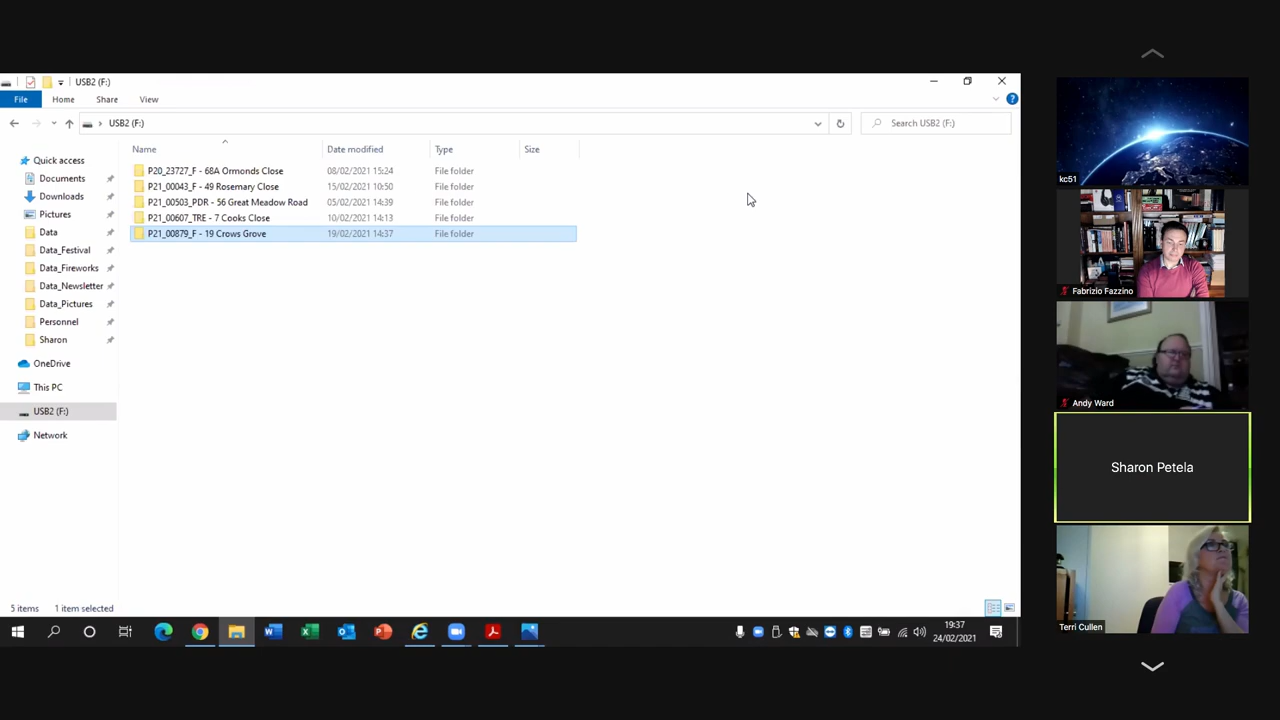 USB2 (F:)
File Home Share View
USB2 (F:) Search USB2 (F:)
Name Date modified Type Size
Quick access
Documents
Downloads
Pictures
Data
Data_Festival
Data_Fireworks
Data_Newsletter
Data_Pictures
Personnel
Sharon
OneDrive
This PC
USB2 (F:)
Network
P20_23727_F - 68A Ormonds Close 08/02/2021 15:24 File folder
P21_00043_F - 49 Rosemary Close 15/02/2021 10:50 File folder
P21_00503_PDR - 56 Great Meadow Road 05/02/2021 14:39 File folder
P21_00607_TRE - 7 Cooks Close 10/02/2021 14:13 File folder
P21_00879_F - 19 Crows Grove 19/02/2021 14:37 File folder
5 items 1 item selected
19:37
24/02/2021
kc51
Fabrizio Fazzino
Andy Ward
Sharon Petela
Terri Cullen